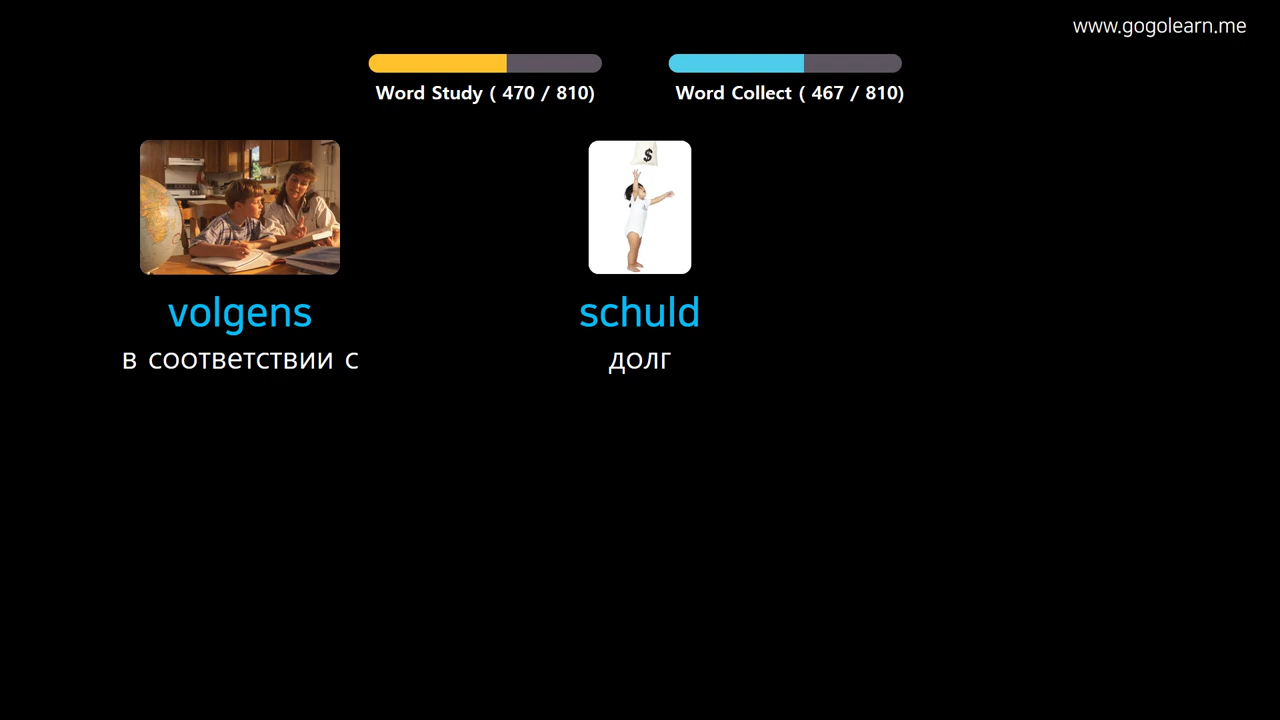 www.gogolearn.me
Word Study ( 470 / 810)
Word Collect ( 467 / 810)
$
volgens
schuld
в соответствии с
долг